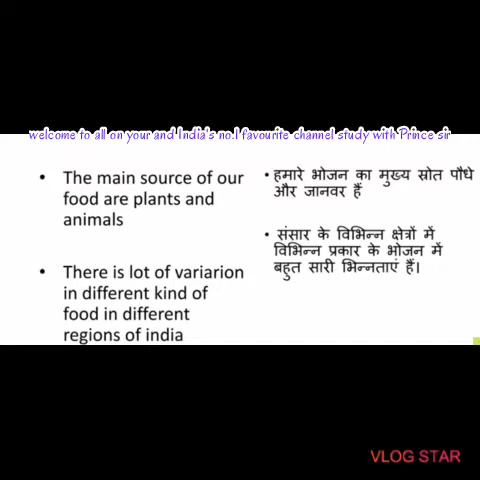 welcome to all on your and India's no.1 favourite channel study with Prince sir
• The main source of our
food are plants and
animals
• There is lot of variarion
in different kind of
food in different
regions of india
• हमारे भोजन का मुख्य स्रोत पौधे
और जानवर हैं
• संसार के विभिन्न क्षेत्रों में
विभिन्न प्रकार के भोजन में
बहुत सारी भिन्नताएं हैं।
VLOG STAR